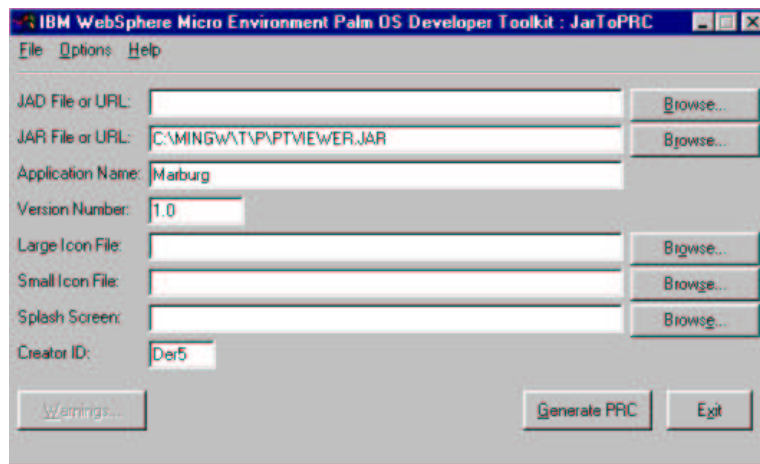 IBM WebSphere Micro Environment Palm OS Developer Toolkit : JarToPRC
File Options Help
JAD File or URL: Browse...
JAR File or URL: C:\MINGW\T\P\PTVIEWER.JAR Browse...
Application Name: Marburg
Version Number: 1.0
Large Icon File: Browse...
Small Icon File: Browse...
Splash Screen: Browse...
Creator ID: Der5
Warnings... Generate PRC Exit